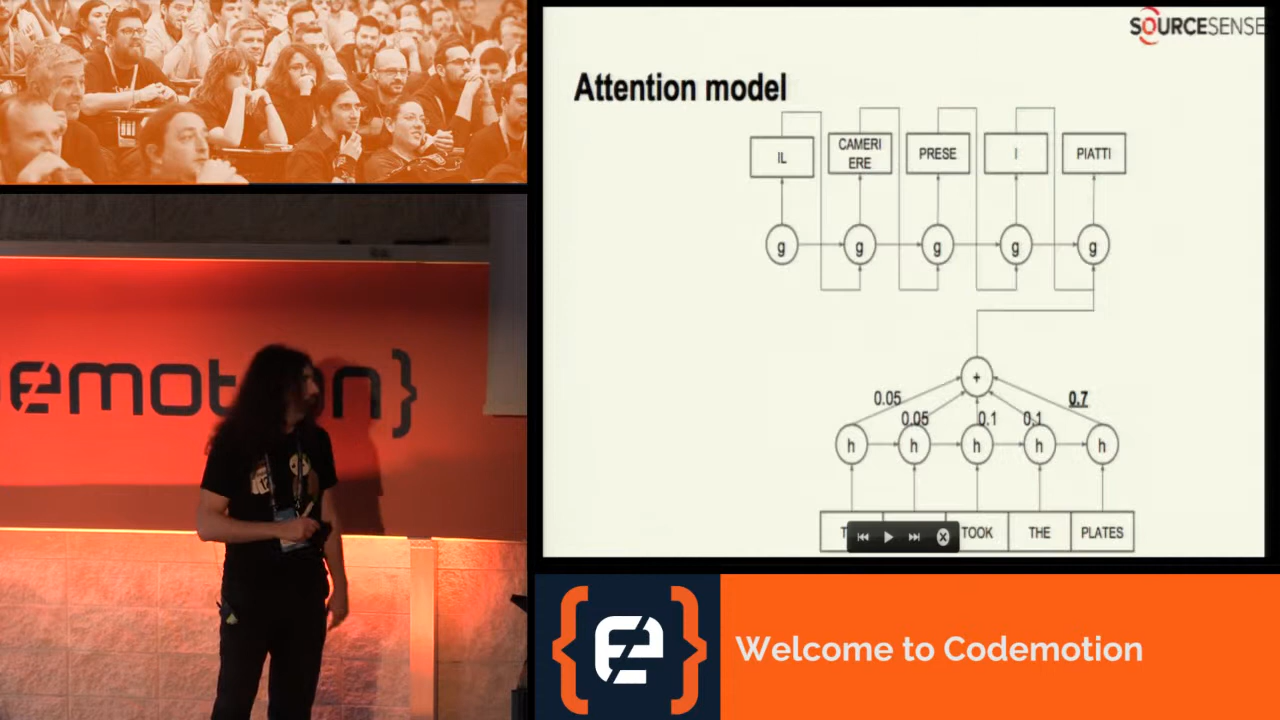 SOURCESENSE
Attention model
IL
CAMERI
ERE
PRESE
I
PIATTI
g
g
g
g
g
+
0.05
0.05
0.1
0.1
0.7
h
h
h
h
h
T
TOOK
THE
PLATES
emot
n}
Welcome to Codemotion